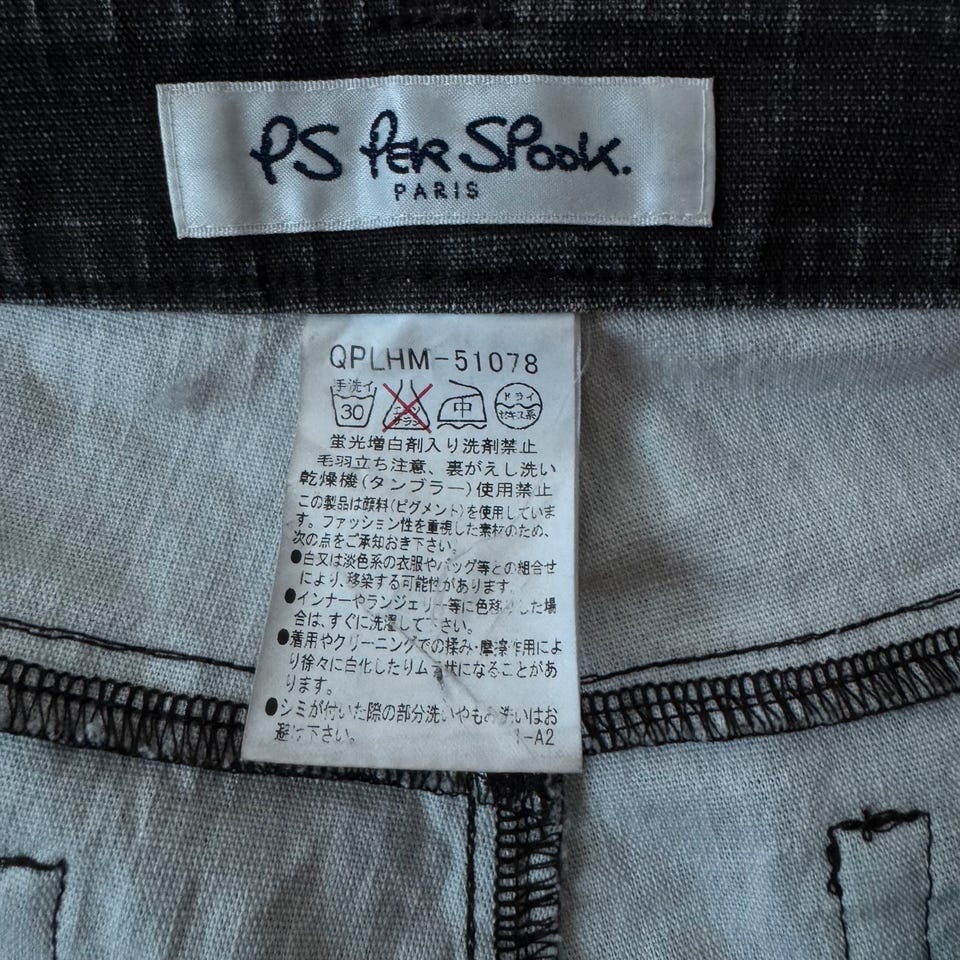 PS PER SPOOK.
PARIS
QPLHM-51078
手洗イ
30
エンソ
サラシ
中
ドライ
セキユ系
蛍光増白剤入り洗剤禁止
毛羽立ち注意、裏がえし洗い
乾燥機(タンブラー)使用禁止
この製品は顔料(ピグメント)を使用していま
す。ファッション性を重視した素材のため、
次の点をご承知おき下さい。
●白又は淡色系の衣服やバッグ等との組合せ
により、移染する可能性があります。
●インナーやランジェリー等に色移りした場
合は、すぐに洗濯して下さい。
●着用やクリーニングでの揉み・摩擦作用によ
り徐々に白化したりムラ状になることがあ
ります。
●シミが付いた際の部分洗いやもみ洗いはお
避け下さい。 I-A2